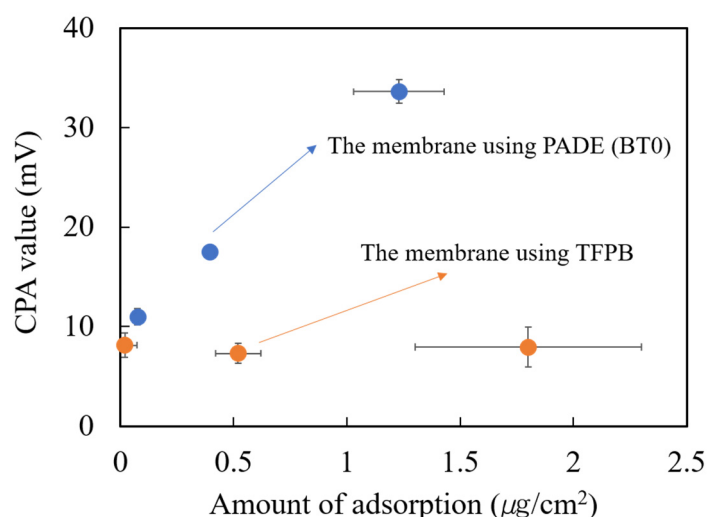 40
30
20
10
0
CPA value (mV)
The membrane using PADE (BT0)
The membrane using TFPB
0 0.5 1 1.5 2 2.5
Amount of adsorption (μg/cm²)